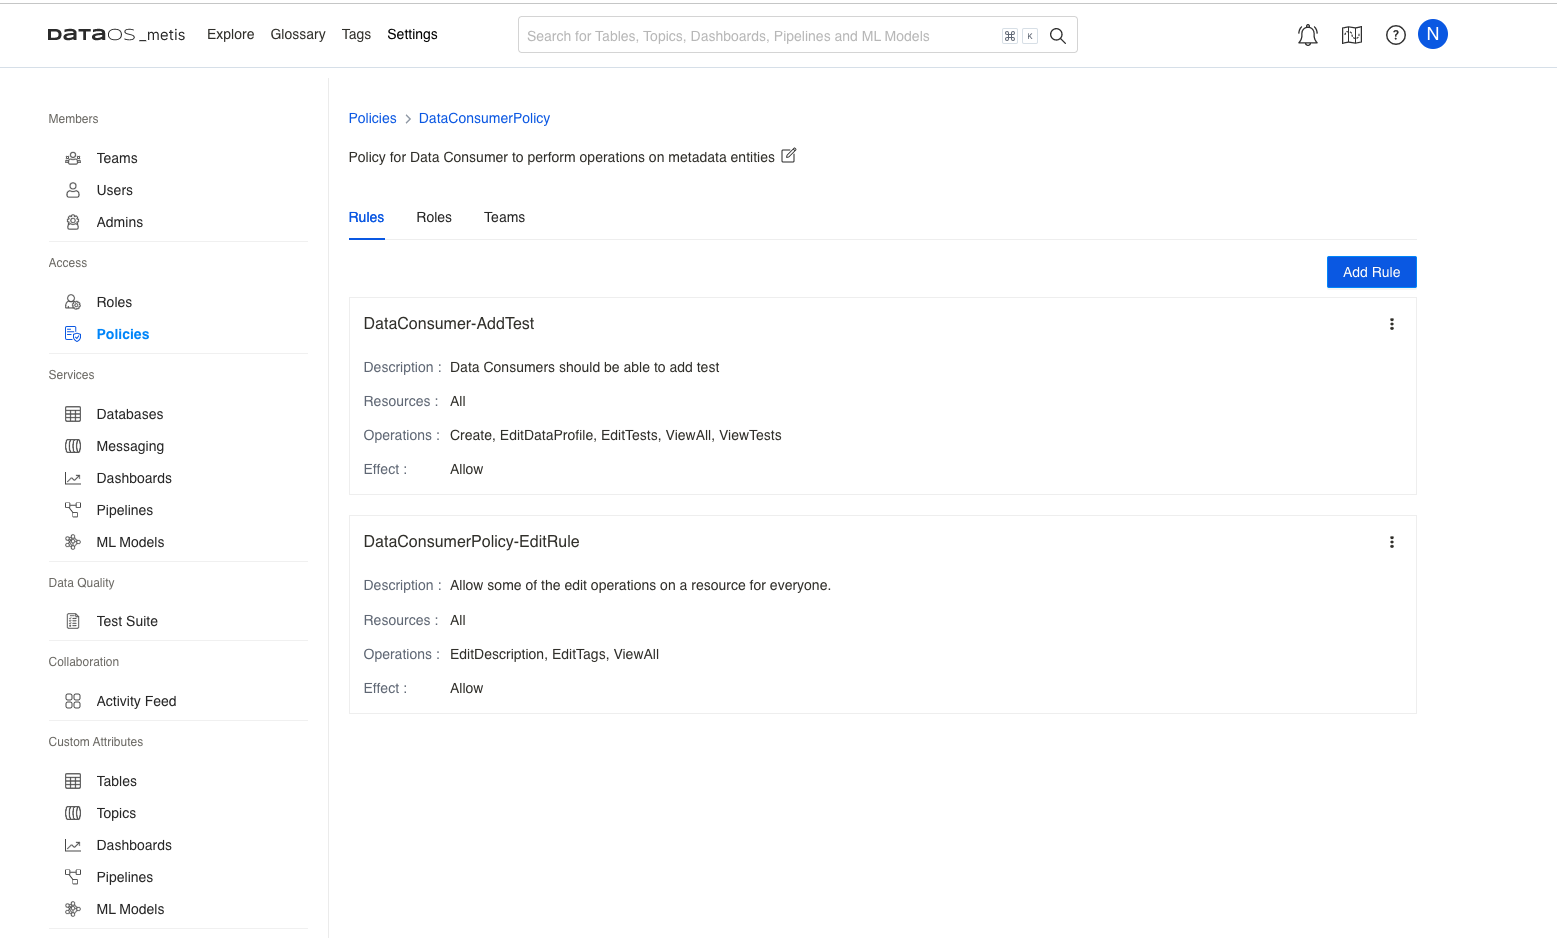 DATAOS _metis Explore Glossary Tags Settings Search for Tables, Topics, Dashboards, Pipelines and ML Models ⌘ K N
Members
Teams
Users
Admins
Access
Roles
Policies
Services
Databases
Messaging
Dashboards
Pipelines
ML Models
Data Quality
Test Suite
Collaboration
Activity Feed
Custom Attributes
Tables
Topics
Dashboards
Pipelines
ML Models
Policies > DataConsumerPolicy
Policy for Data Consumer to perform operations on metadata entities
Rules Roles Teams
Add Rule
DataConsumer-AddTest
Description : Data Consumers should be able to add test
Resources : All
Operations : Create, EditDataProfile, EditTests, ViewAll, ViewTests
Effect : Allow
DataConsumerPolicy-EditRule
Description : Allow some of the edit operations on a resource for everyone.
Resources : All
Operations : EditDescription, EditTags, ViewAll
Effect : Allow